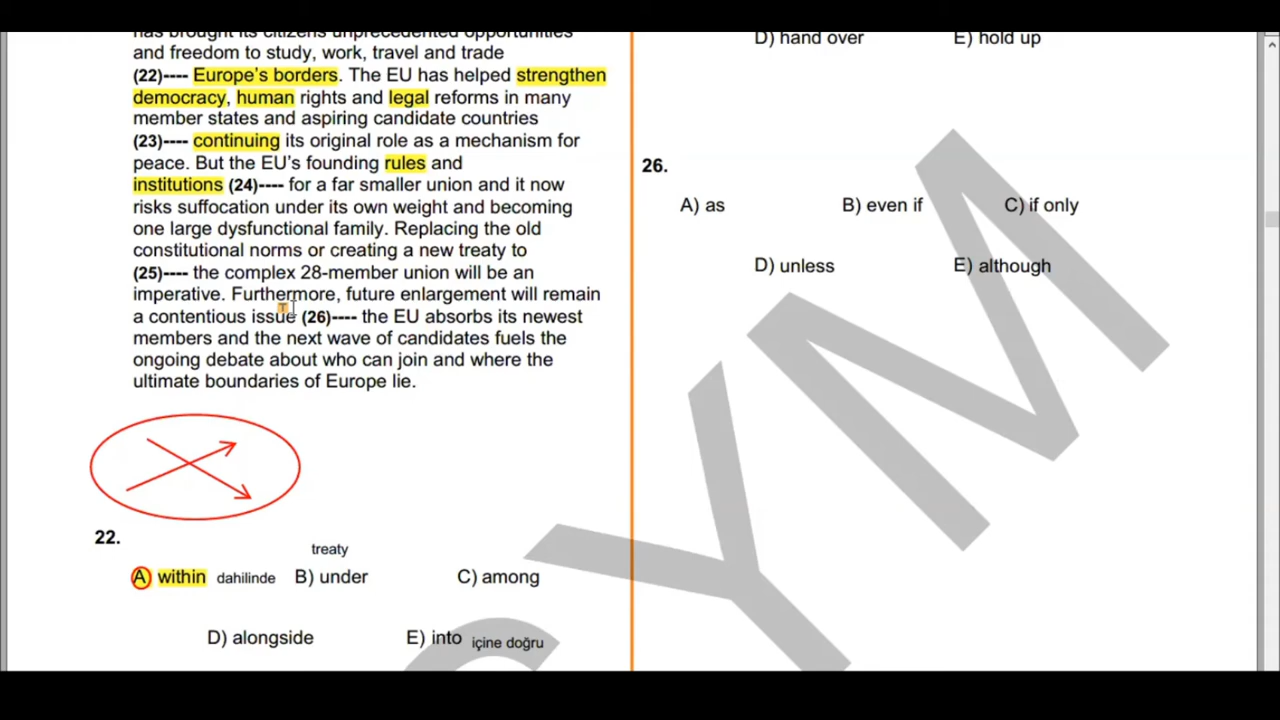 has brought its citizens unprecedented opportunities
and freedom to study, work, travel and trade
(22)---- Europe's borders. The EU has helped strengthen
democracy, human rights and legal reforms in many
member states and aspiring candidate countries
(23)---- continuing its original role as a mechanism for
peace. But the EU's founding rules and
institutions (24)---- for a far smaller union and it now
risks suffocation under its own weight and becoming
one large dysfunctional family. Replacing the old
constitutional norms or creating a new treaty to
(25)---- the complex 28-member union will be an
imperative. Furthermore, future enlargement will remain
a contentious issue (26)---- the EU absorbs its newest
members and the next wave of candidates fuels the
ongoing debate about who can join and where the
ultimate boundaries of Europe lie.
22.
treaty
A) within dahilinde B) under C) among
D) alongside E) into içine doğru
D) hand over E) hold up
26.
A) as B) even if C) if only
D) unless E) although
SYM